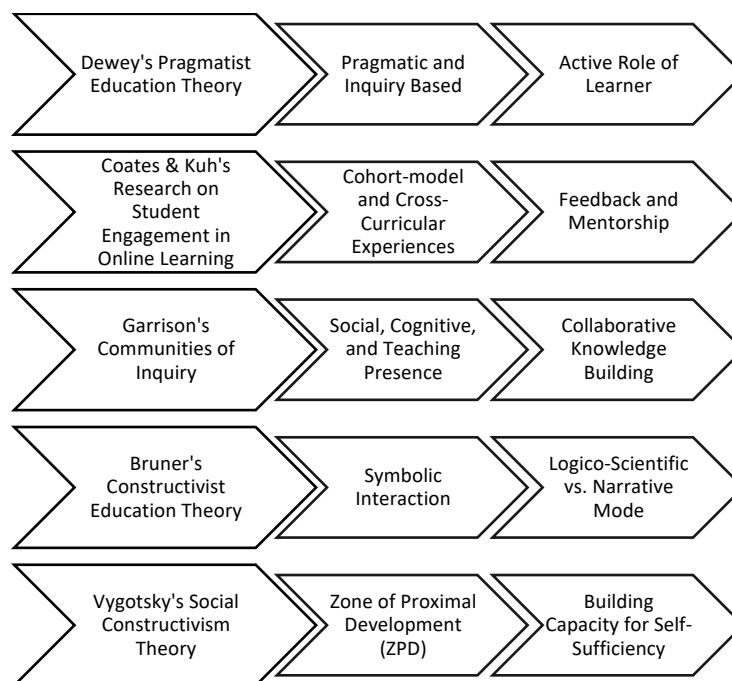 Dewey's Pragmatist
Education Theory
Pragmatic and
Inquiry Based
Active Role of
Learner
Coates & Kuh's
Research on
Student
Engagement in
Online Learning
Cohort-model
and Cross-
Curricular
Experiences
Feedback and
Mentorship
Garrison's
Communities of
Inquiry
Social, Cognitive,
and Teaching
Presence
Collaborative
Knowledge
Building
Bruner's
Constructivist
Education Theory
Symbolic
Interaction
Logico-Scientific
vs. Narrative
Mode
Vygotsky's Social
Constructivism
Theory
Zone of Proximal
Development
(ZPD)
Building
Capacity for Self-
Sufficiency